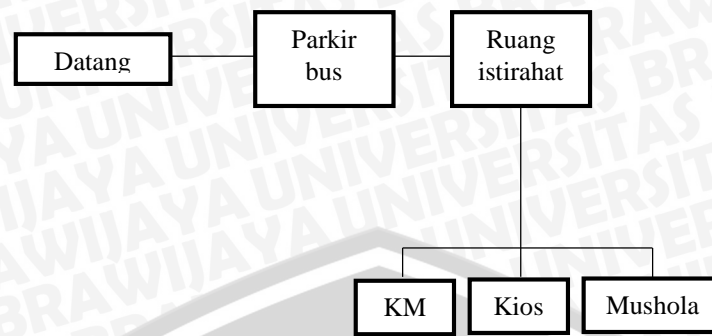 Datang
Parkir
bus
Ruang
istirahat
KM
Kios
Mushola